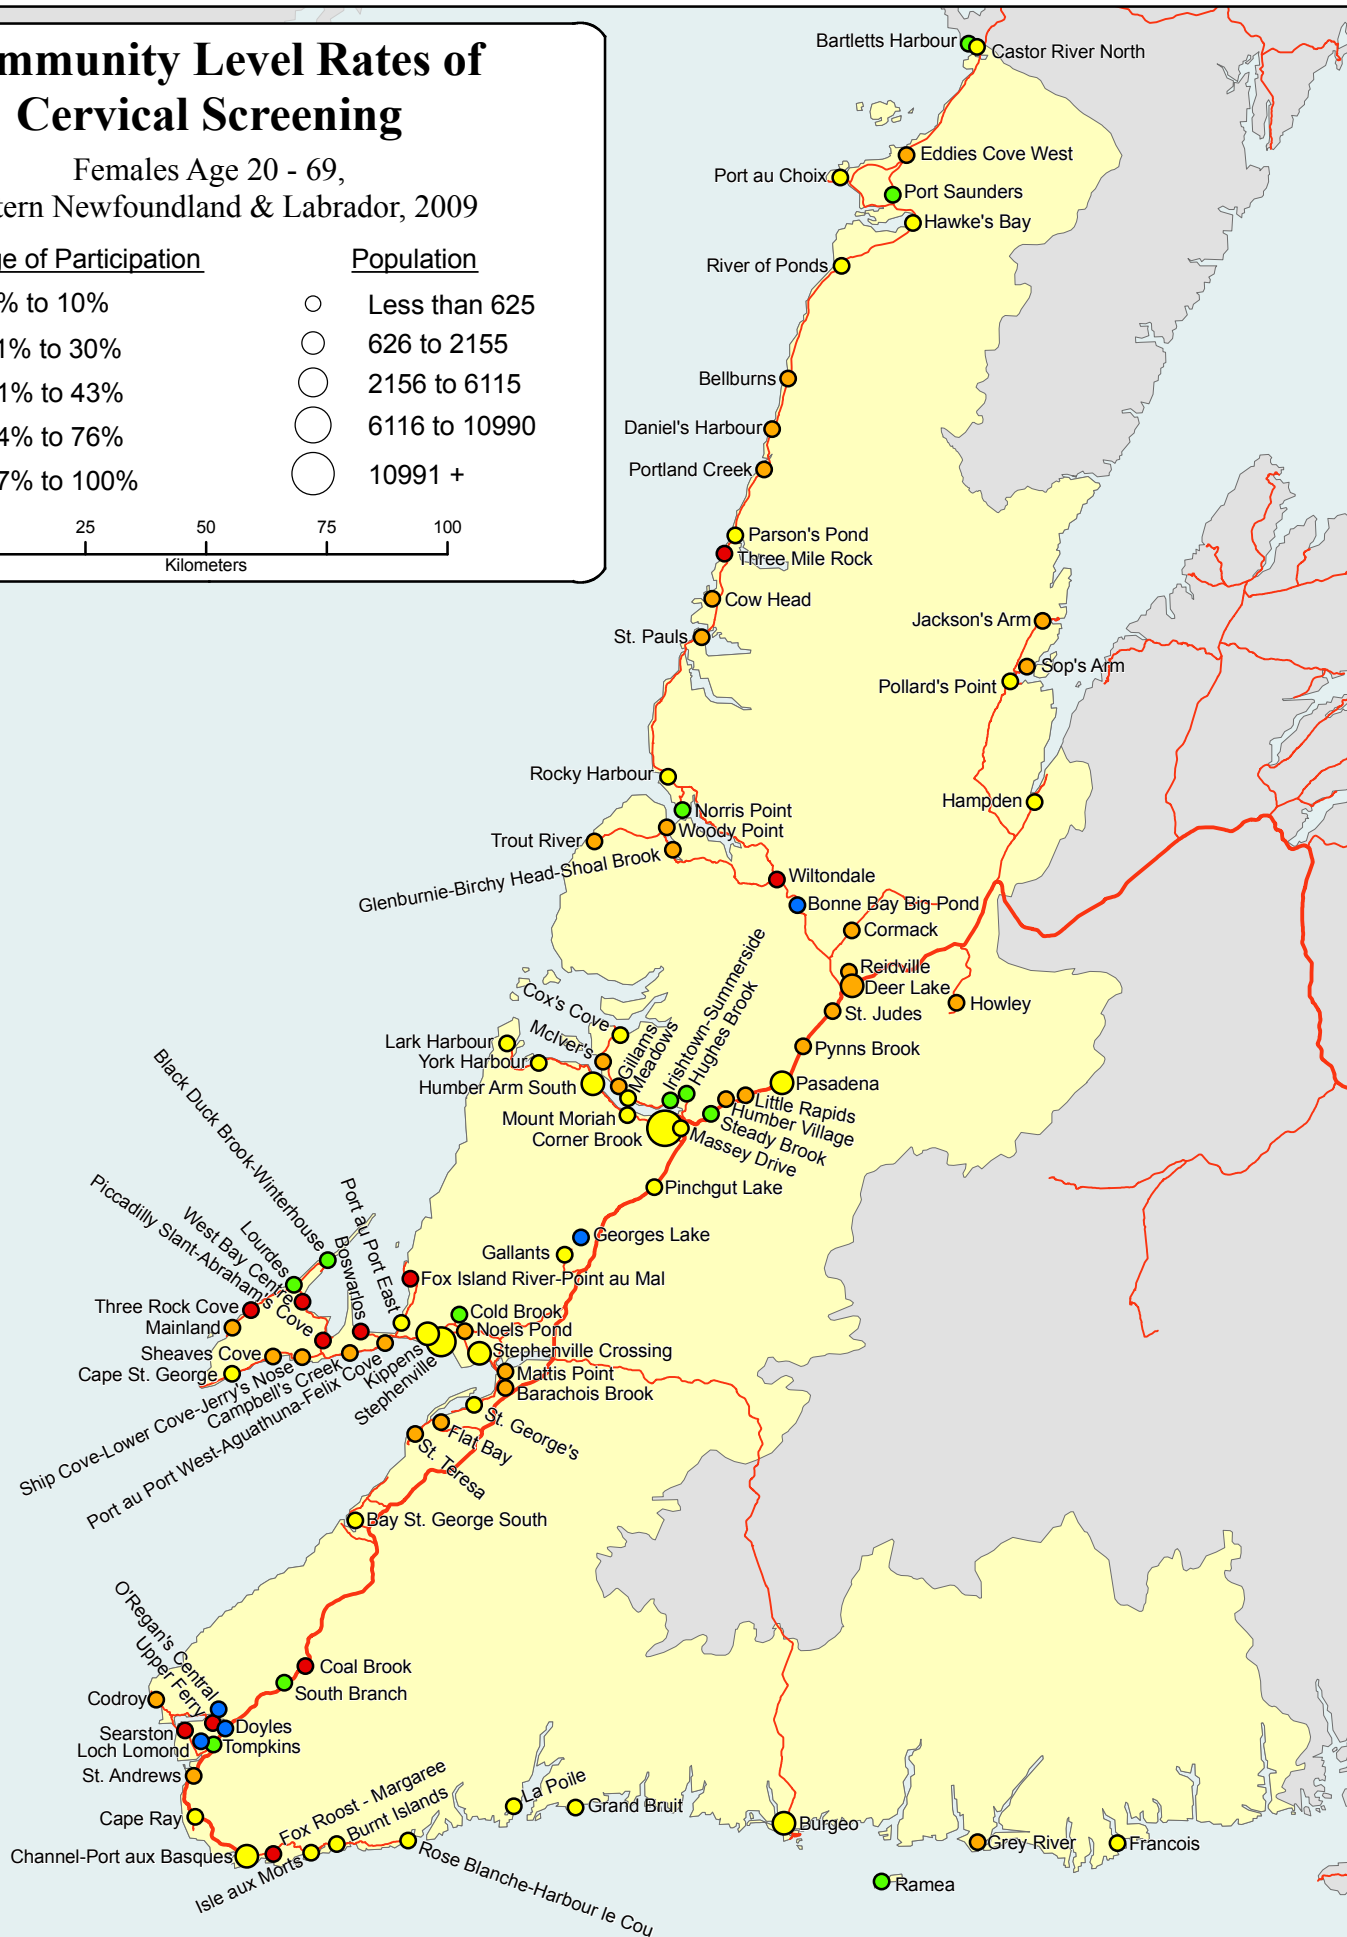 mmunity Level Rates of
Cervical Screening
Females Age 20 - 69,
tern Newfoundland & Labrador, 2009
e of Participation
Population
% to 10%
Less than 625
1% to 30%
626 to 2155
1% to 43%
2156 to 6115
4% to 76%
6116 to 10990
7% to 100%
10991 +
25 50 75 100
Kilometers
Bartletts Harbour
Castor River North
Eddies Cove West
Port au Choix
Port Saunders
Hawke's Bay
River of Ponds
Bellburns
Daniel's Harbour
Portland Creek
Parson's Pond
Three Mile Rock
Cow Head
Jackson's Arm
St. Pauls
Sop's Arm
Pollard's Point
Rocky Harbour
Hampden
Norris Point
Woody Point
Trout River
Glenburnie-Birchy Head-Shoal Brook
Wiltondale
Bonne Bay Big Pond
Cormack
Reidville
Deer Lake
Howley
St. Judes
Cox's Cove
McIver's
Gillams
Meadows
Irishtown-Summerside
Hughes Brook
Lark Harbour
York Harbour
Humber Arm South
Pynns Brook
Pasadena
Little Rapids
Humber Village
Steady Brook
Massey Drive
Mount Moriah
Corner Brook
Pinchgut Lake
Georges Lake
Gallants
Black Duck Brook-Winterhouse
Piccadilly Slant-Abraham's Cove
West Bay Centre
Lourdes
Port au Port East
Boswarlos
Fox Island River-Point au Mal
Three Rock Cove
Mainland
Cold Brook
Noels Pond
Sheaves Cove
Cape St. George
Stephenville Crossing
Ship Cove-Lower Cove-Jerry's Nose
Campbell's Creek
Port au Port West-Aguathuna-Felix Cove
Kippens
Stephenville
Mattis Point
Barachois Brook
St. George's
Flat Bay
St. Teresa
Bay St. George South
O'Regan's Central
Upper Ferry
Coal Brook
South Branch
Codroy
Searston
Doyles
Loch Lomond
Tompkins
St. Andrews
Cape Ray
Fox Roost - Margaree
Burnt Islands
La Poile
Grand Bruit
Burgeo
Channel-Port aux Basques
Isle aux Morts
Rose Blanche-Harbour le Cou
Grey River
Francois
Ramea